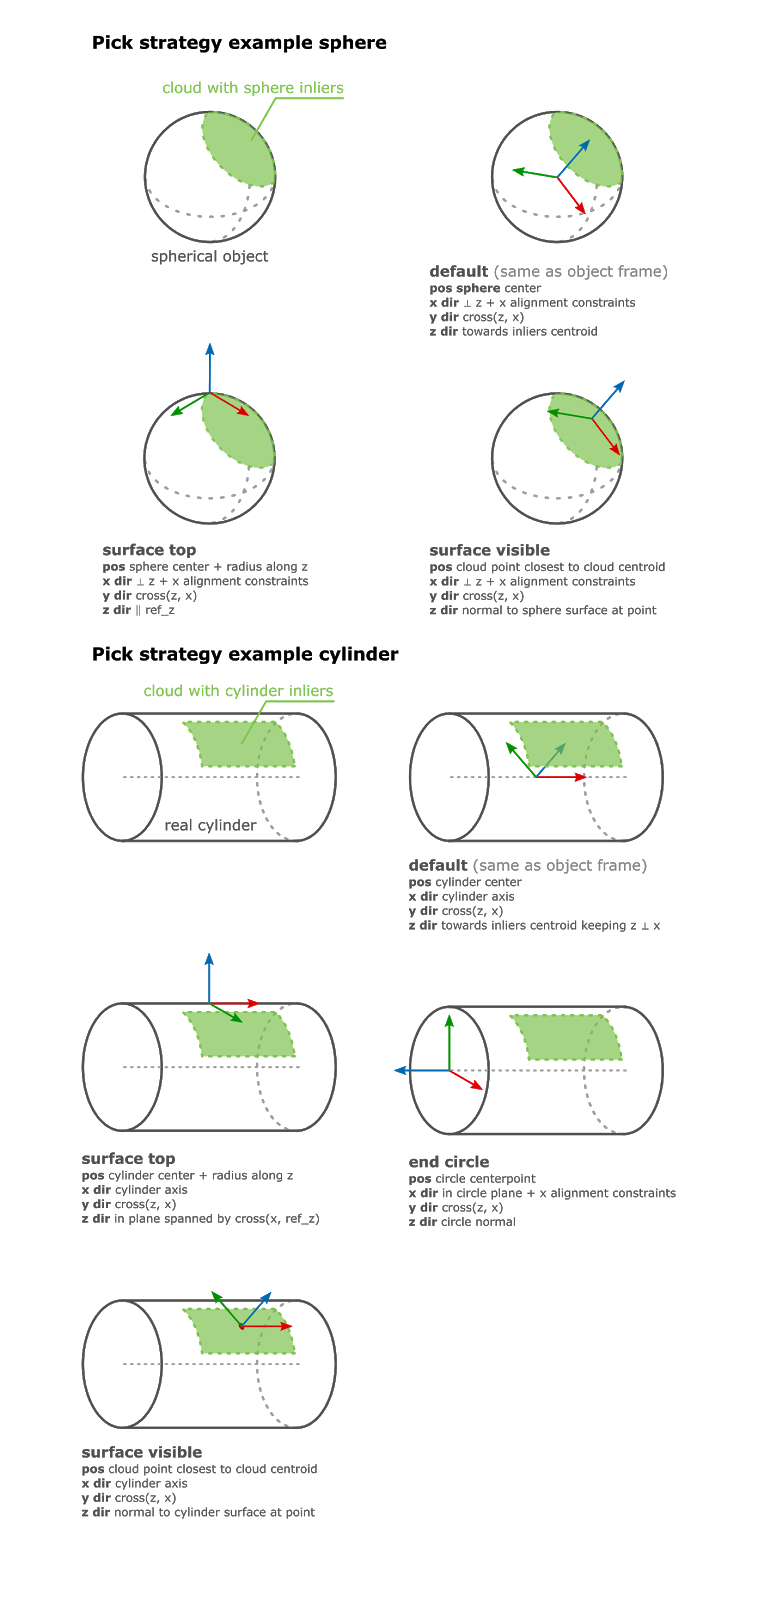 Pick strategy example sphere
cloud with sphere inliers
spherical object
default (same as object frame)
pos sphere center
x dir ⊥ z + x alignment constraints
y dir cross(z, x)
z dir towards inliers centroid
surface top
pos sphere center + radius along z
x dir ⊥ z + x alignment constraints
y dir cross(z, x)
z dir ∥ ref_z
surface visible
pos cloud point closest to cloud centroid
x dir ⊥ z + x alignment constraints
y dir cross(z, x)
z dir normal to sphere surface at point
Pick strategy example cylinder
cloud with cylinder inliers
real cylinder
default (same as object frame)
pos cylinder center
x dir cylinder axis
y dir cross(z, x)
z dir towards inliers centroid keeping z ⊥ x
surface top
pos cylinder center + radius along z
x dir cylinder axis
y dir cross(z, x)
z dir in plane spanned by cross(x, ref_z)
end circle
pos circle centerpoint
x dir in circle plane + x alignment constraints
y dir cross(z, x)
z dir circle normal
surface visible
pos cloud point closest to cloud centroid
x dir cylinder axis
y dir cross(z, x)
z dir normal to cylinder surface at point